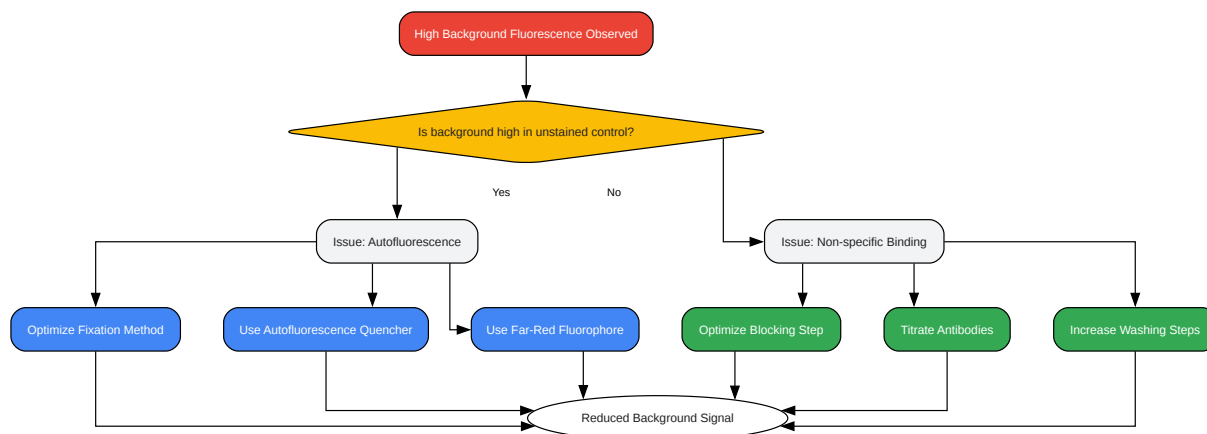 High Background Fluorescence Observed
Is background high in unstained control?
Yes
No
Issue: Autofluorescence
Issue: Non-specific Binding
Optimize Fixation Method
Use Autofluorescence Quencher
Use Far-Red Fluorophore
Optimize Blocking Step
Titrate Antibodies
Increase Washing Steps
Reduced Background Signal